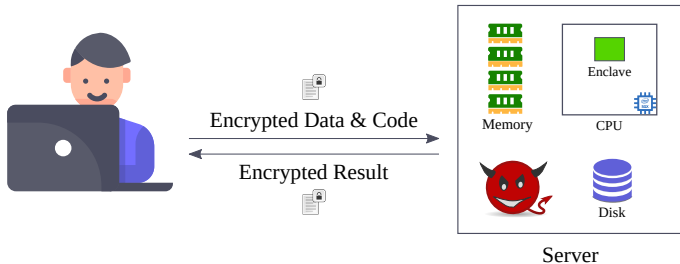 Encrypted Data & Code
Encrypted Result
Memory
Enclave
CPU
Disk
Server